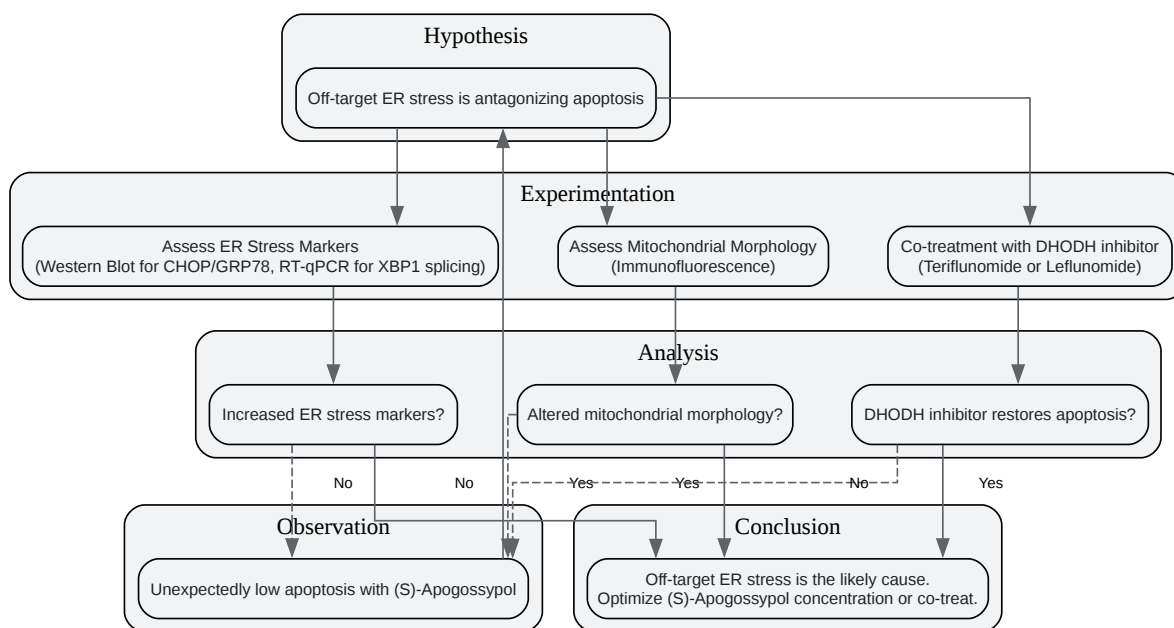 Hypothesis
Off-target ER stress is antagonizing apoptosis
Experimentation
Assess ER Stress Markers
(Western Blot for CHOP/GRP78, RT-qPCR for XBP1 splicing)
Assess Mitochondrial Morphology
(Immunofluorescence)
Co-treatment with DHODH inhibitor
(Teriflunomide or Leflunomide)
Analysis
Increased ER stress markers?
Altered mitochondrial morphology?
DHODH inhibitor restores apoptosis?
No
No
Yes
Yes
No
Yes
Observation
Unexpectedly low apoptosis with (S)-Apogossypol
Conclusion
Off-target ER stress is the likely cause.
Optimize (S)-Apogossypol concentration or co-treat.